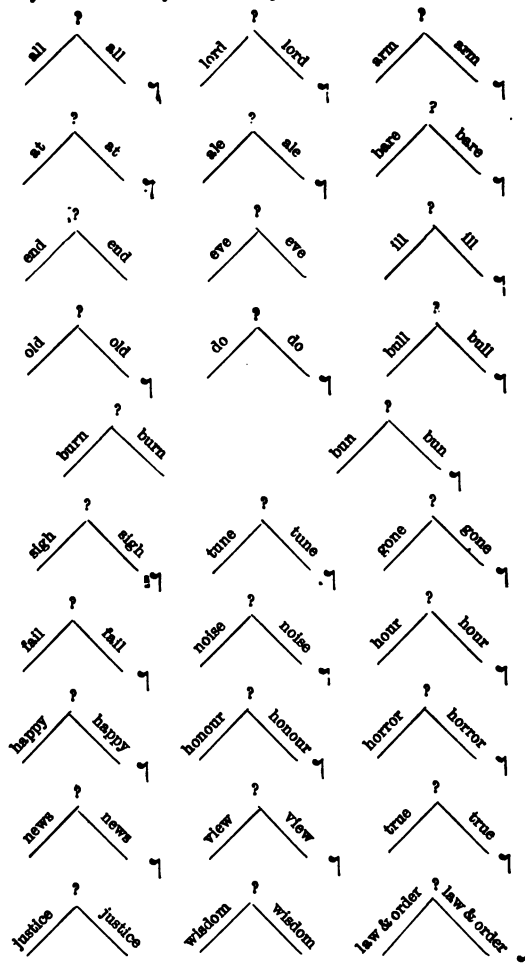 ? ? ?
all all lord lord arm arm
? ? ?
at at ale ale bare bare
? ? ?
end end eve eve ill ill
? ? ?
old old do do bull bull
? ?
burn burn bun bun
? ? ?
sigh sigh tune tune gone gone
? ? ?
fail fail noise noise hour hour
? ? ?
happy happy honour honour horror horror
? ? ?
news news view view true true
? ? ?
justice justice wisdom wisdom law & order law & order